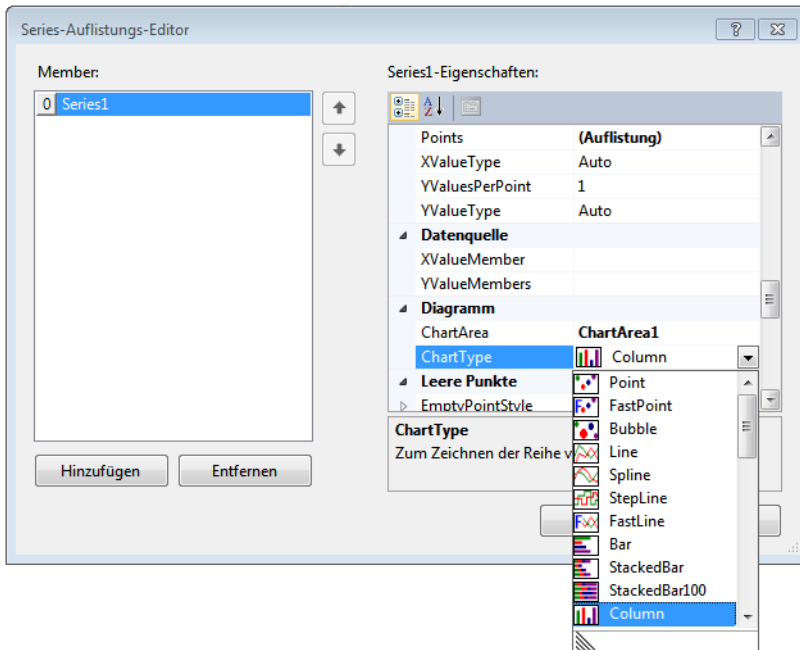 Series-Auflistungs-Editor
Member:
0 Series1
Hinzufügen
Entfernen
Series1-Eigenschaften:
Points (Auflistung)
XValueType Auto
YValuesPerPoint 1
YValueType Auto
Datenquelle
XValueMember
YValueMembers
Diagramm
ChartArea ChartArea1
ChartType Column
Leere Punkte
EmptyPointStyle
ChartType
Zum Zeichnen der Reihe v
Point
FastPoint
Bubble
Line
Spline
StepLine
FastLine
Bar
StackedBar
StackedBar100
Column